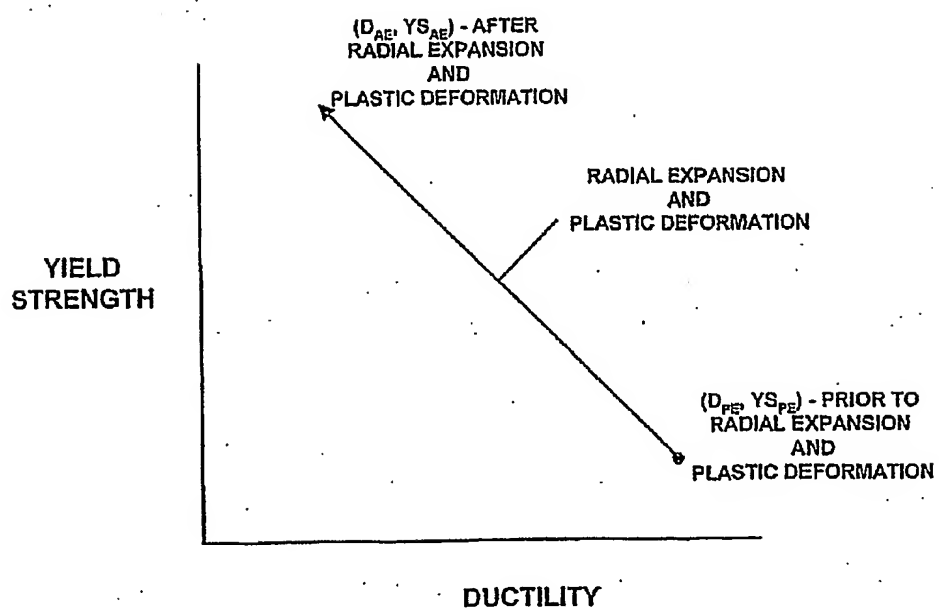 (D_AE, YS_AE) - AFTER
RADIAL EXPANSION
AND
PLASTIC DEFORMATION
RADIAL EXPANSION
AND
PLASTIC DEFORMATION
YIELD
STRENGTH
(D_PE, YS_PE) - PRIOR TO
RADIAL EXPANSION
AND
PLASTIC DEFORMATION
DUCTILITY